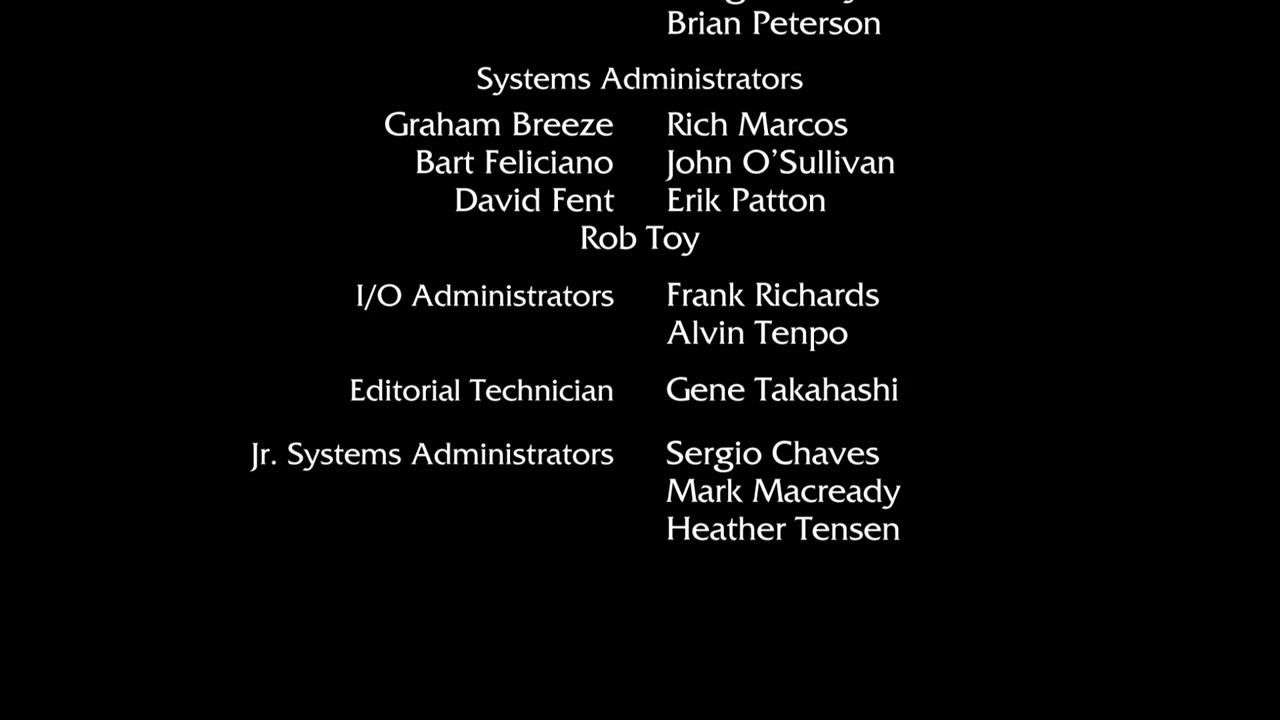 Brian Peterson
Systems Administrators
Graham Breeze Rich Marcos
Bart Feliciano John O'Sullivan
David Fent Erik Patton
Rob Toy
I/O Administrators Frank Richards
Alvin Tenpo
Editorial Technician Gene Takahashi
Jr. Systems Administrators Sergio Chaves
Mark Macready
Heather Tensen